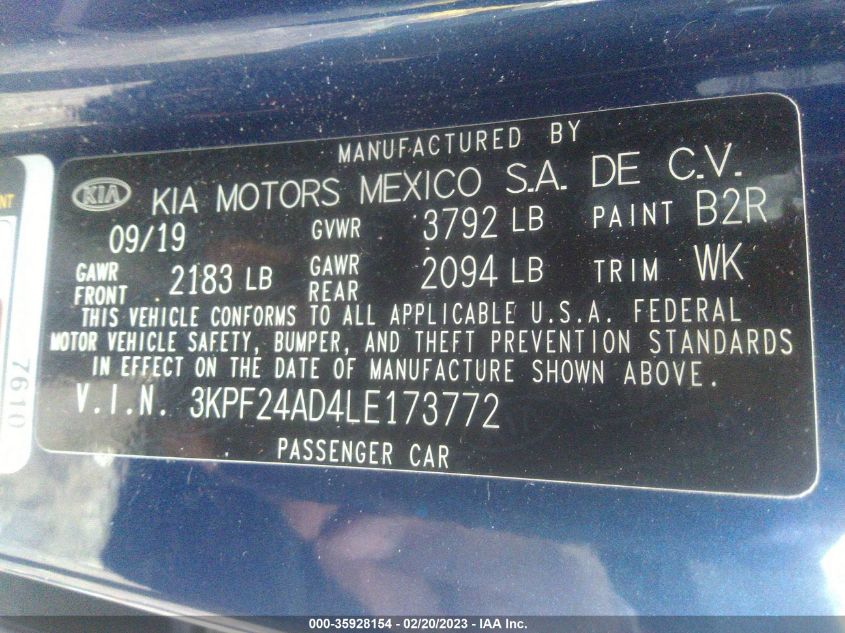 MANUFACTURED BY
KIA KIA MOTORS MEXICO S.A. DE C.V.
09/19 GVWR 3792 LB PAINT B2R
GAWR FRONT 2183 LB GAWR REAR 2094 LB TRIM WK
THIS VEHICLE CONFORMS TO ALL APPLICABLE U.S.A. FEDERAL
MOTOR VEHICLE SAFETY, BUMPER, AND THEFT PREVENTION STANDARDS
IN EFFECT ON THE DATE OF MANUFACTURE SHOWN ABOVE.
V.I.N. 3KPF24AD4LE173772
PASSENGER CAR
7610
000-35928154 - 02/20/2023 - IAA Inc.